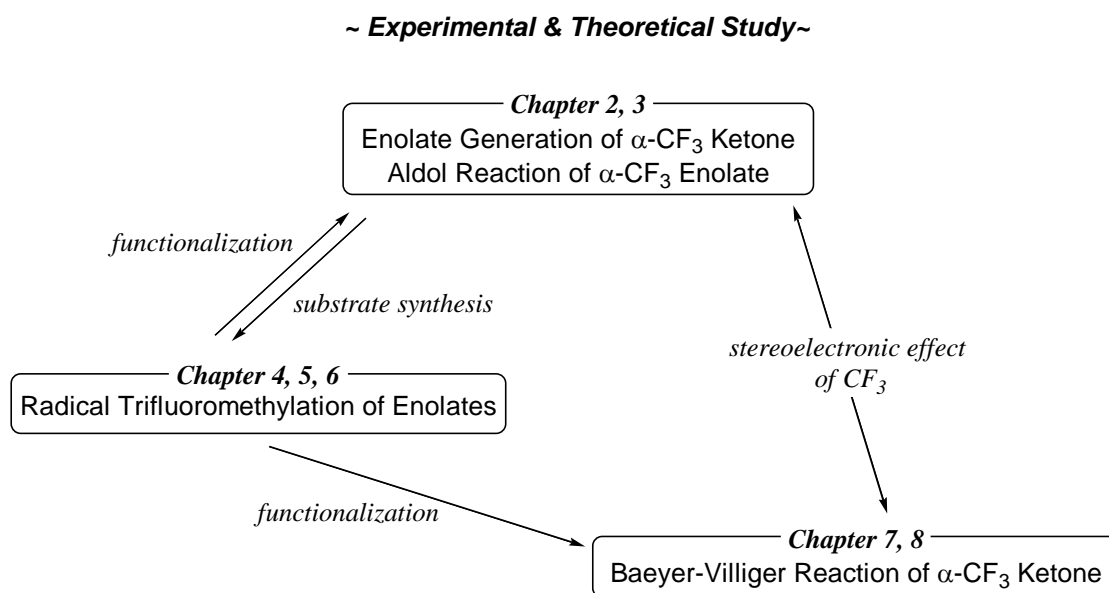 ~ Experimental & Theoretical Study~
Chapter 2, 3
Enolate Generation of α-CF3 Ketone
Aldol Reaction of α-CF3 Enolate
functionalization
substrate synthesis
stereoelectronic effect
of CF3
Chapter 4, 5, 6
Radical Trifluoromethylation of Enolates
functionalization
Chapter 7, 8
Baeyer-Villiger Reaction of α-CF3 Ketone